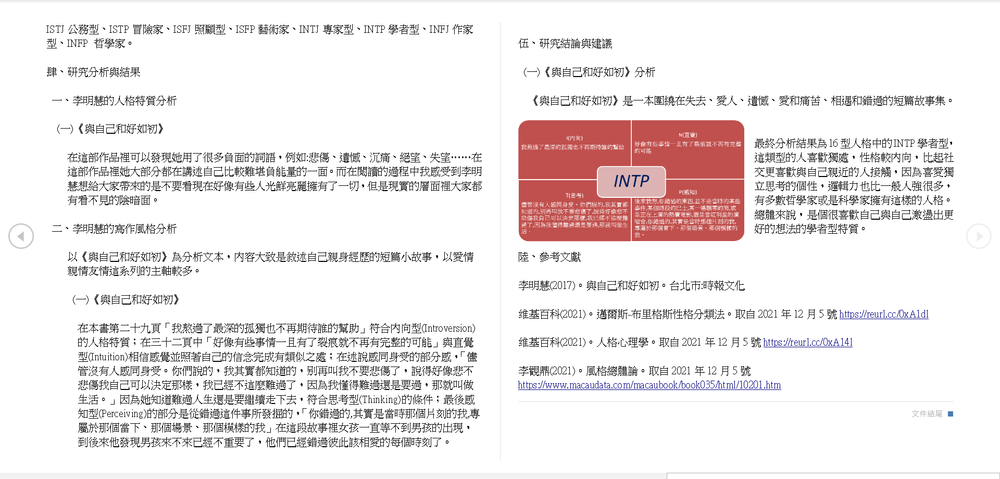 ISTJ 公務型、ISTP 冒險家、ISFJ 照顧型、ISFP 藝術家、INTJ 專家型、INTP 學者型、INFJ 作家
型、INFP 哲學家。
肆、研究分析與結果
一、李明慧的人格特質分析
(一)《與自己和好如初》
在這部作品裡可以發現她用了很多負面的詞語，例如:悲傷、遺憾、沉痛、絕望、失望……在
這部作品裡她大部分都在講述自己比較難堪負能量的一面。而在閱讀的過程中我感受到李明
慧想給大家帶來的是不要看現在好像有些人光鮮亮麗擁有了一切，但是現實的層面裡大家都
有看不見的陰暗面。
二、李明慧的寫作風格分析
以《與自己和好如初》為分析文本，內容大致是敘述自己親身經歷的短篇小故事，以愛情
親情友情這系列的主軸較多。
(一)《與自己和好如初》
在本書第二十九頁「我熬過了最深的孤獨也不再期待誰的幫助」符合內向型(Introversion)
的人格特質；在三十二頁中「好像有些事情一且有了裂痕就不再有完整的可能」與直覺
型(Intuition)相信感覺並照著自己的信念完成有類似之處；在述說感同身受的部分感，「儘
管沒有人感同身受。你們說的，我其實都知道的，別再叫我不要悲傷了，說得好像悲不
悲傷我自己可以決定那樣，我已經不這麼難過了，因為我懂得難過還是要過，那就叫做
生活。」因為她知道難過人生還是要繼續走下去，符合思考型(Thinking)的條件；最後感
知型(Perceiving)的部分是從錯過這件事所發掘的，「你錯過的,其實是當時那個片刻的我,專
屬於那個當下、那個場景、那個模樣的我」在這段故事裡女孩一直等不到男孩的出現，
到後來他發現男孩來不來已經不重要了，他們已經錯過彼此該相愛的每個時刻了。
伍、研究結論與建議
(一)《與自己和好如初》分析
《與自己和好如初》是一本圍繞在失去、愛人、遺憾、愛和痛苦、相遇和錯過的短篇故事集。
I(內向)
我熬過了最深的孤獨也不再期待誰的幫助
N(直覺)
好像有些事情一且有了裂痕就不再有完整
的可能
INTP
T(思考)
儘管沒有人感同身受。你們說的,我其實都
知道的,別再叫我不要悲傷了,說得好像悲不
悲傷我自己可以決定那樣,我已經不這麼難
過了,因為我懂得難過還是要過,那就叫做生
活。
P(感知)
後來我想,你錯過的東西,並不是當時的某些
事件,某個時段的巴士,某一場飄零的雨,或
是正在上演的熱賣電影,還是當紅明星的演
唱會,你錯過的,其實是當時那個片刻的我,
專屬於那個當下、那個場景、那個模樣的
我。
最終分析結果為 16 型人格中的 INTP 學者型，
這類型的人喜歡獨處，性格較內向，比起社
交更喜歡與自己親近的人接觸，因為喜愛獨
立思考的個性，邏輯力也比一般人強很多，
有多數哲學家或是科學家擁有這樣的人格。
總體來說，是個很喜歡自己與自己激盪出更
好的想法的學者型特質。
陸、參考文獻
李明慧(2017)。與自己和好如初。台北市:時報文化
維基百科(2021)。邁爾斯-布里格斯性格分類法。取自 2021 年 12 月 5 號 https://reurl.cc/0xA1d1
維基百科(2021)。人格心理學。取自 2021 年 12 月 5 號 https://reurl.cc/0xA14l
李觀鼎(2021)。風格總體論。取自 2021 年 12 月 5 號
https://www.macaudata.com/macaubook/book035/html/10201.htm
文件結尾